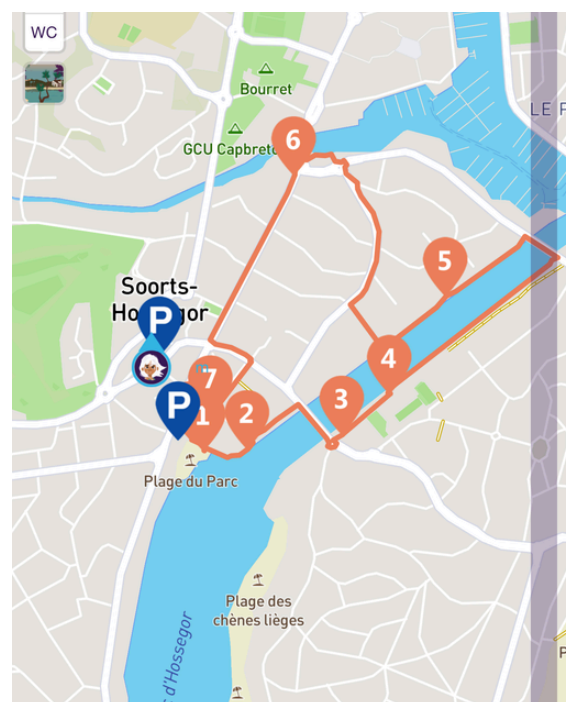 WC
Bourret
6
GCU Capbret
LE
5
Soorts-
Hossegor
P
4
7
P
1
2
3
Plage du Parc
Plage des
chênes lièges
d'Hossegor
P